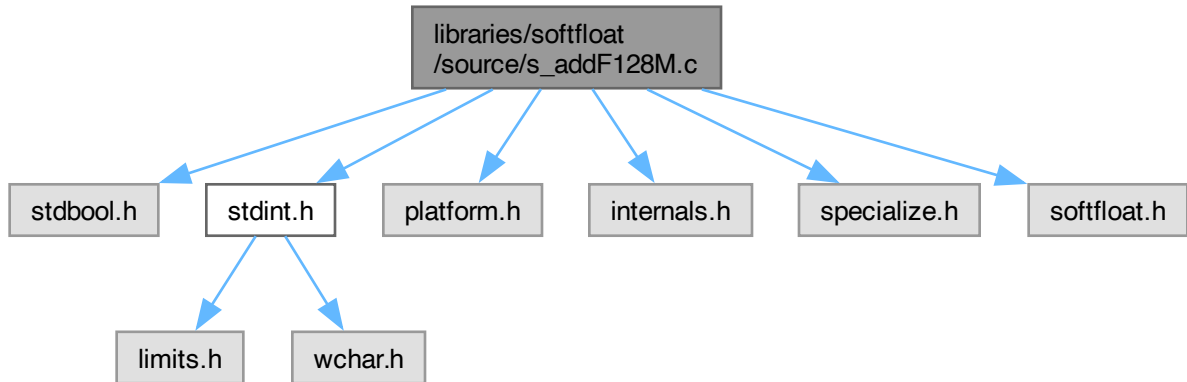 libraries/softfloat
/source/s_addF128M.c
stdbool.h
stdint.h
platform.h
internals.h
specialize.h
softfloat.h
limits.h
wchar.h